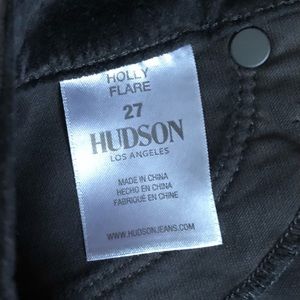 HOLLY
FLARE
27
HUDSON
LOS ANGELES
MADE IN CHINA
HECHO EN CHINA
FABRIQUÉ EN CHINE
WWW.HUDSONJEANS.COM